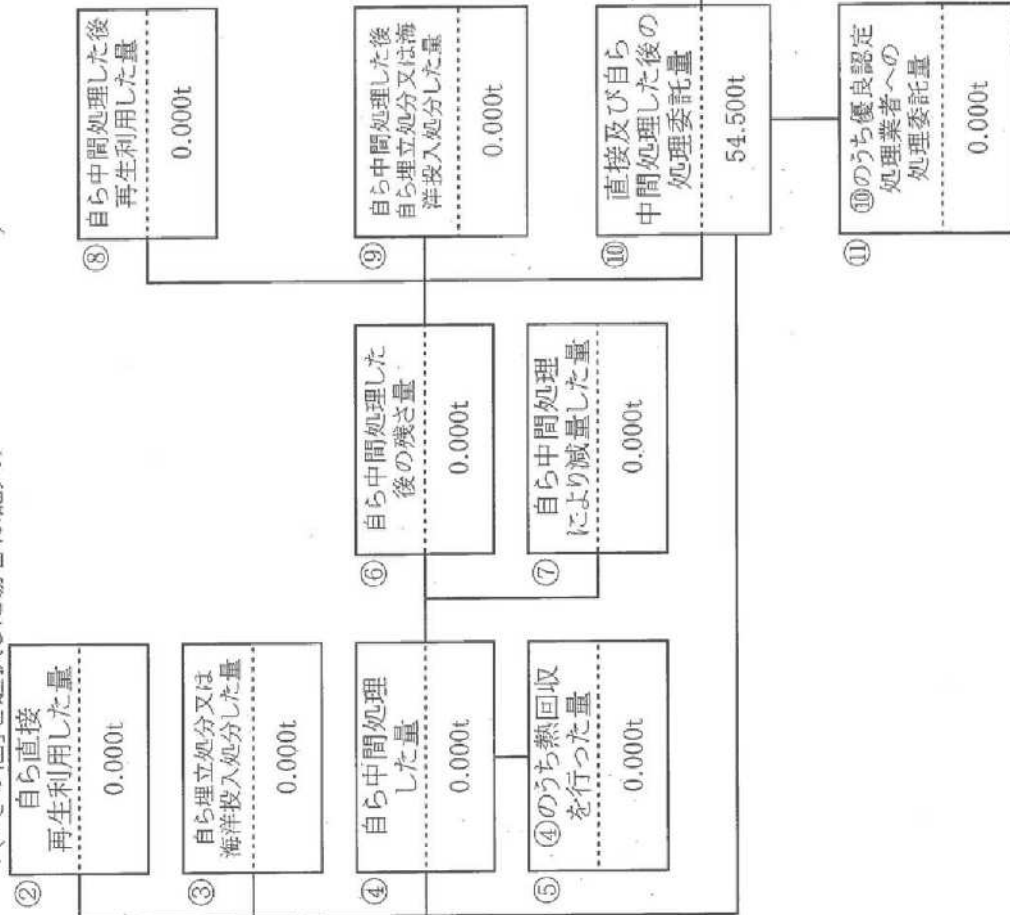 ②
自ら直接
再生利用した量
0.000t
③
自ら埋立処分又は
海洋投入処分した量
0.000t
④
自ら中間処理
した量
0.000t
⑤
④のうち熱回収
を行った量
0.000t
⑥
自ら中間処理した
後の残さ量
0.000t
⑦
自ら中間処理
により減量した量
0.000t
⑧
自ら中間処理した後
再生利用した量
0.000t
⑨
自ら中間処理した後
自ら埋立処分又は海
洋投入処分した量
0.000t
⑩
直接及び自ら
中間処理した後の
処理委託量
54.500t
⑪
⑩のうち優良認定
処理業者への
処理委託量
0.000t